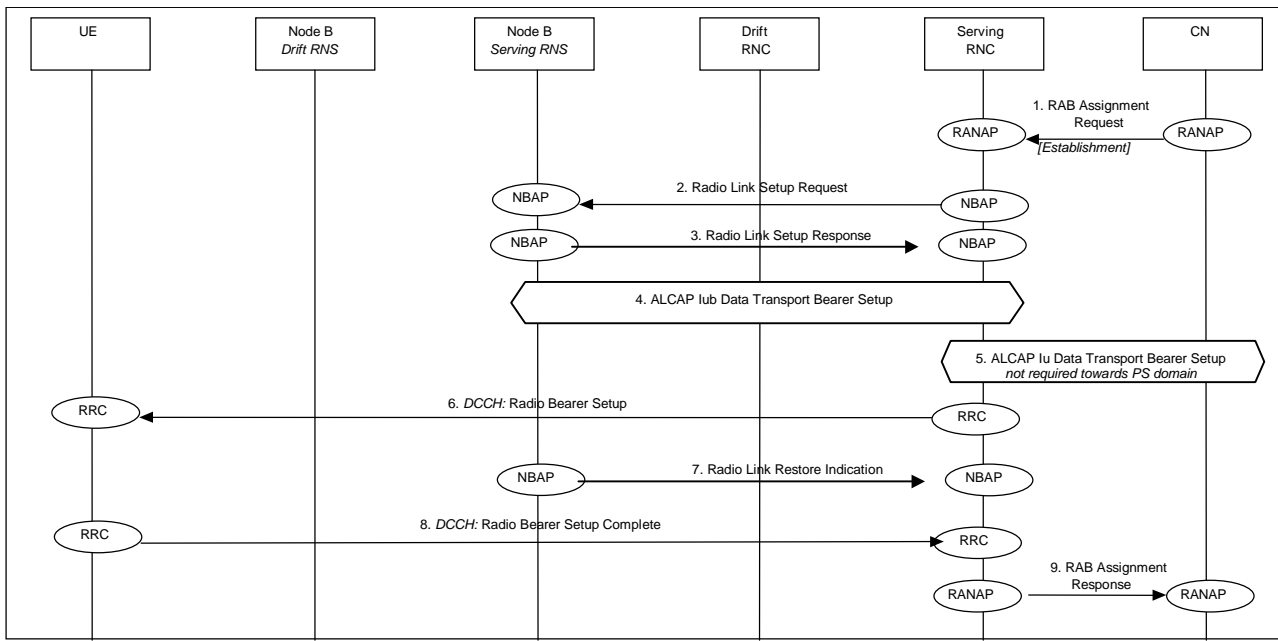 UE
Node B
Drift RNS
Node B
Serving RNS
Drift
RNC
Serving
RNC
CN
1. RAB Assignment
Request
[Establishment]
RANAP
RANAP
2. Radio Link Setup Request
NBAP
NBAP
3. Radio Link Setup Response
NBAP
NBAP
4. ALCAP Iub Data Transport Bearer Setup
5. ALCAP Iu Data Transport Bearer Setup
not required towards PS domain
6. DCCH: Radio Bearer Setup
RRC
RRC
7. Radio Link Restore Indication
NBAP
NBAP
8. DCCH: Radio Bearer Setup Complete
RRC
RRC
9. RAB Assignment
Response
RANAP
RANAP